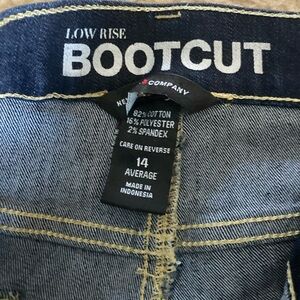 LOW RISE
BOOTCUT
& COMPANY
82% COTTON
16% POLYESTER
2% SPANDEX
CARE ON REVERSE
14
AVERAGE
MADE IN
INDONESIA